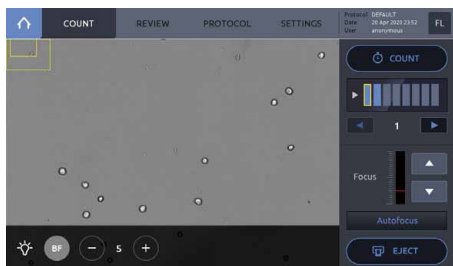 COUNT
REVIEW
PROTOCOL
SETTINGS
Protocol DEFAULT
Date 20 Apr 2023 23:52
User anonymous
FL
COUNT
1
Focus
Autofocus
EJECT
BF
5